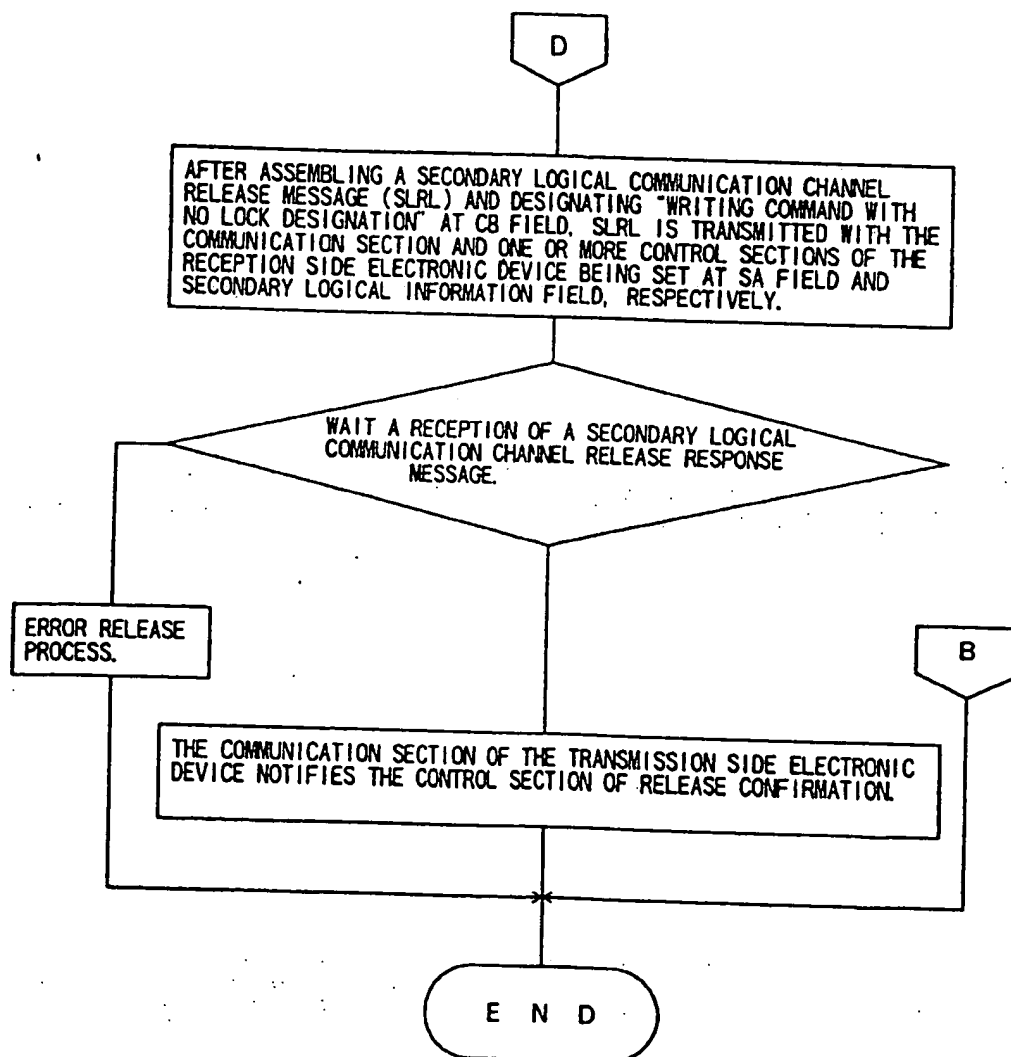 D
AFTER ASSEMBLING A SECONDARY LOGICAL COMMUNICATION CHANNEL
RELEASE MESSAGE (SLRL) AND DESIGNATING "WRITING COMMAND WITH
NO LOCK DESIGNATION" AT CB FIELD, SLRL IS TRANSMITTED WITH THE
COMMUNICATION SECTION AND ONE OR MORE CONTROL SECTIONS OF THE
RECEPTION SIDE ELECTRONIC DEVICE BEING SET AT SA FIELD AND
SECONDARY LOGICAL INFORMATION FIELD, RESPECTIVELY.
WAIT A RECEPTION OF A SECONDARY LOGICAL
COMMUNICATION CHANNEL RELEASE RESPONSE
MESSAGE.
ERROR RELEASE
PROCESS.
B
THE COMMUNICATION SECTION OF THE TRANSMISSION SIDE ELECTRONIC
DEVICE NOTIFIES THE CONTROL SECTION OF RELEASE CONFIRMATION.
E N D